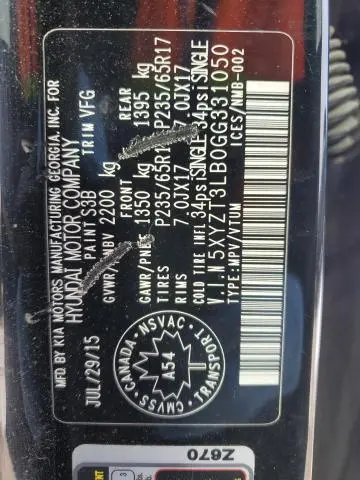 MFD. BY KIA MOTORS MANUFACTURING GEORGIA, INC. FOR
HYUNDAI MOTOR COMPANY
JUL/29/15 PAINT S3B TRIM VFG
GVWR/PNBV 2200 kg
FRONT REAR
GAWR/PNBE 1350 kg 1395 kg
TIRES P235/65R17 P235/65R17
RIMS 7.0JX17 7.0JX17
COLD TIRE INFL 34psi SINGLE 34psi SINGLE
V.I.N 5XYZT3LB0GG331050
TYPE:MPV/VTUM ICES/NMB-002
CANADA NSVAC TRANSPORT CMVSS
A54
Z670